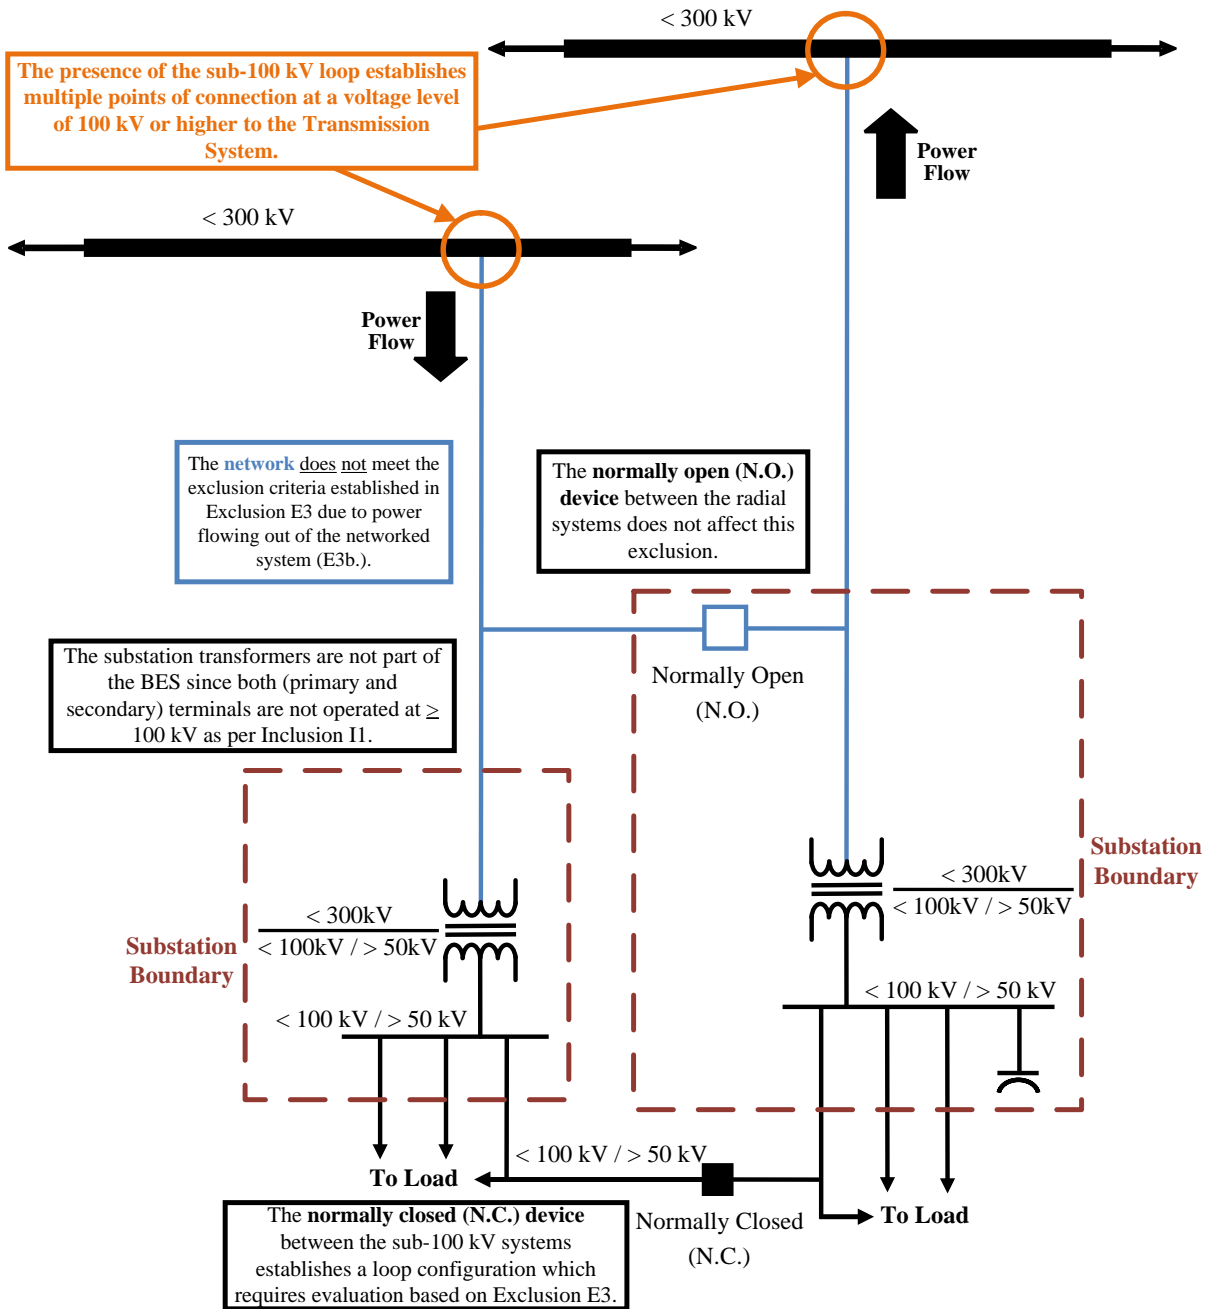 < 300 kV
The presence of the sub-100 kV loop establishes
multiple points of connection at a voltage level
of 100 kV or higher to the Transmission
System.
Power
Flow
< 300 kV
Power
Flow
The network does not meet the
exclusion criteria established in
Exclusion E3 due to power
flowing out of the networked
system (E3b.).
The normally open (N.O.)
device between the radial
systems does not affect this
exclusion.
The substation transformers are not part of
the BES since both (primary and
secondary) terminals are not operated at ≥
100 kV as per Inclusion I1.
Normally Open
(N.O.)
Substation
Boundary
< 300kV
< 100kV / > 50kV
< 300kV
< 100kV / > 50kV
Substation
Boundary
< 100 kV / > 50 kV
< 100 kV / > 50 kV
< 100 kV / > 50 kV
To Load
To Load
Normally Closed
(N.C.)
The normally closed (N.C.) device
between the sub-100 kV systems
establishes a loop configuration which
requires evaluation based on Exclusion E3.